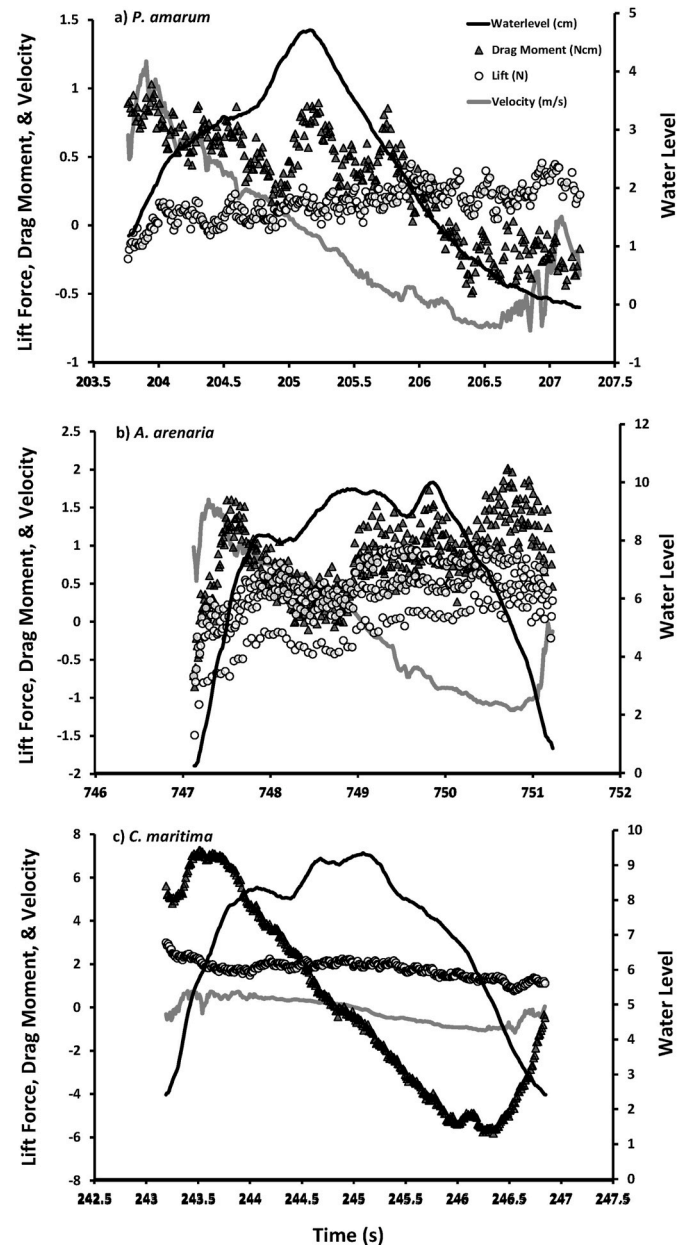 a) P. amarum
Waterlevel (cm)
Drag Moment (Ncm)
Lift (N)
Velocity (m/s)
Lift Force, Drag Moment, & Velocity
1
1.5
0.5
0
-0.5
-1
5
4
3
2
1
0
-1
Water Level
203.5 204 204.5 205 205.5 206 206.5 207 207.5
b) A. arenaria
Lift Force, Drag Moment, & Velocity
2.5
2
1.5
1
0.5
0
-0.5
-1
-1.5
-2
12
10
8
6
4
2
0
Water Level
746 747 748 749 750 751 752
c) C. maritima
Lift Force, Drag Moment, & Velocity
8
6
4
2
0
-2
-4
-6
-8
10
9
8
7
6
5
4
3
2
1
0
Water Level
242.5 243 243.5 244 244.5 245 245.5 246 246.5 247 247.5
Time (s)